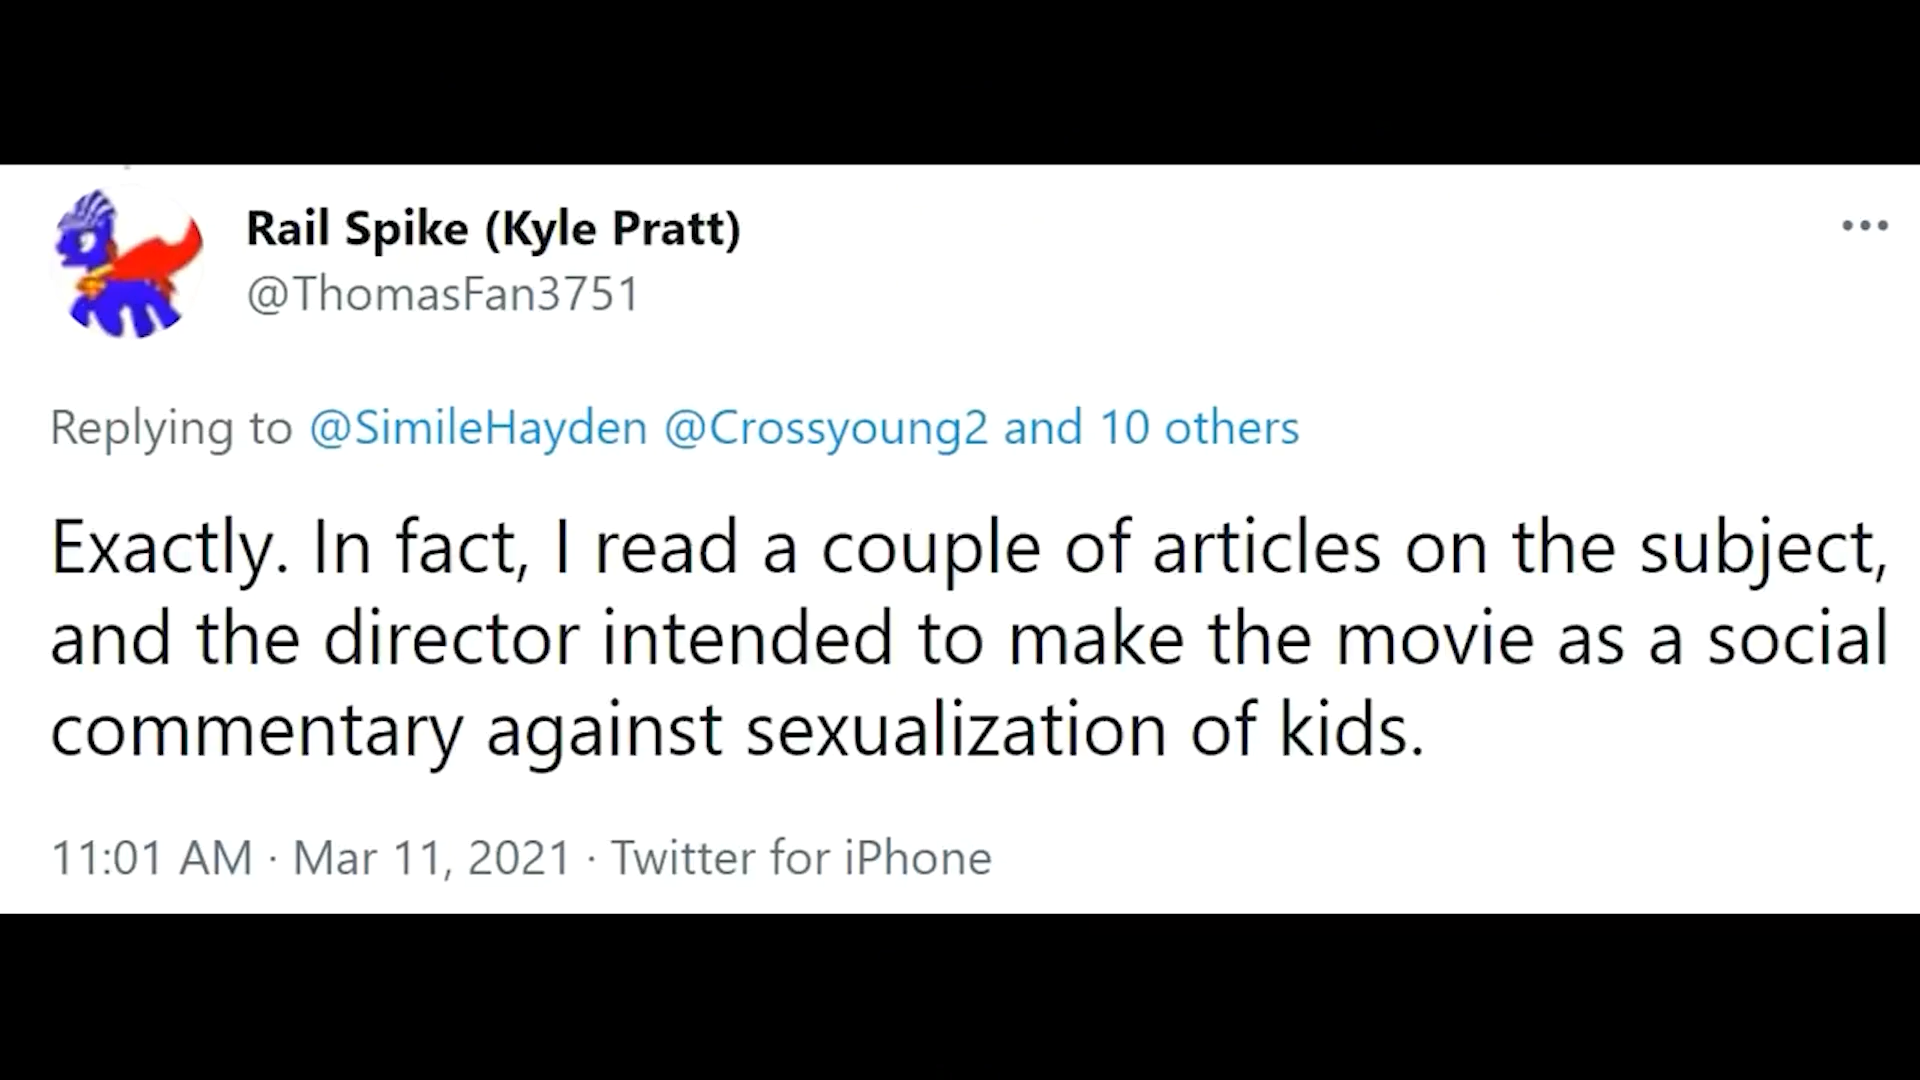 Rail Spike (Kyle Pratt)
@ThomasFan3751
Replying to @SimileHayden @Crossyoung2 and 10 others
Exactly. In fact, I read a couple of articles on the subject,
and the director intended to make the movie as a social
commentary against sexualization of kids.
11:01 AM · Mar 11, 2021 · Twitter for iPhone